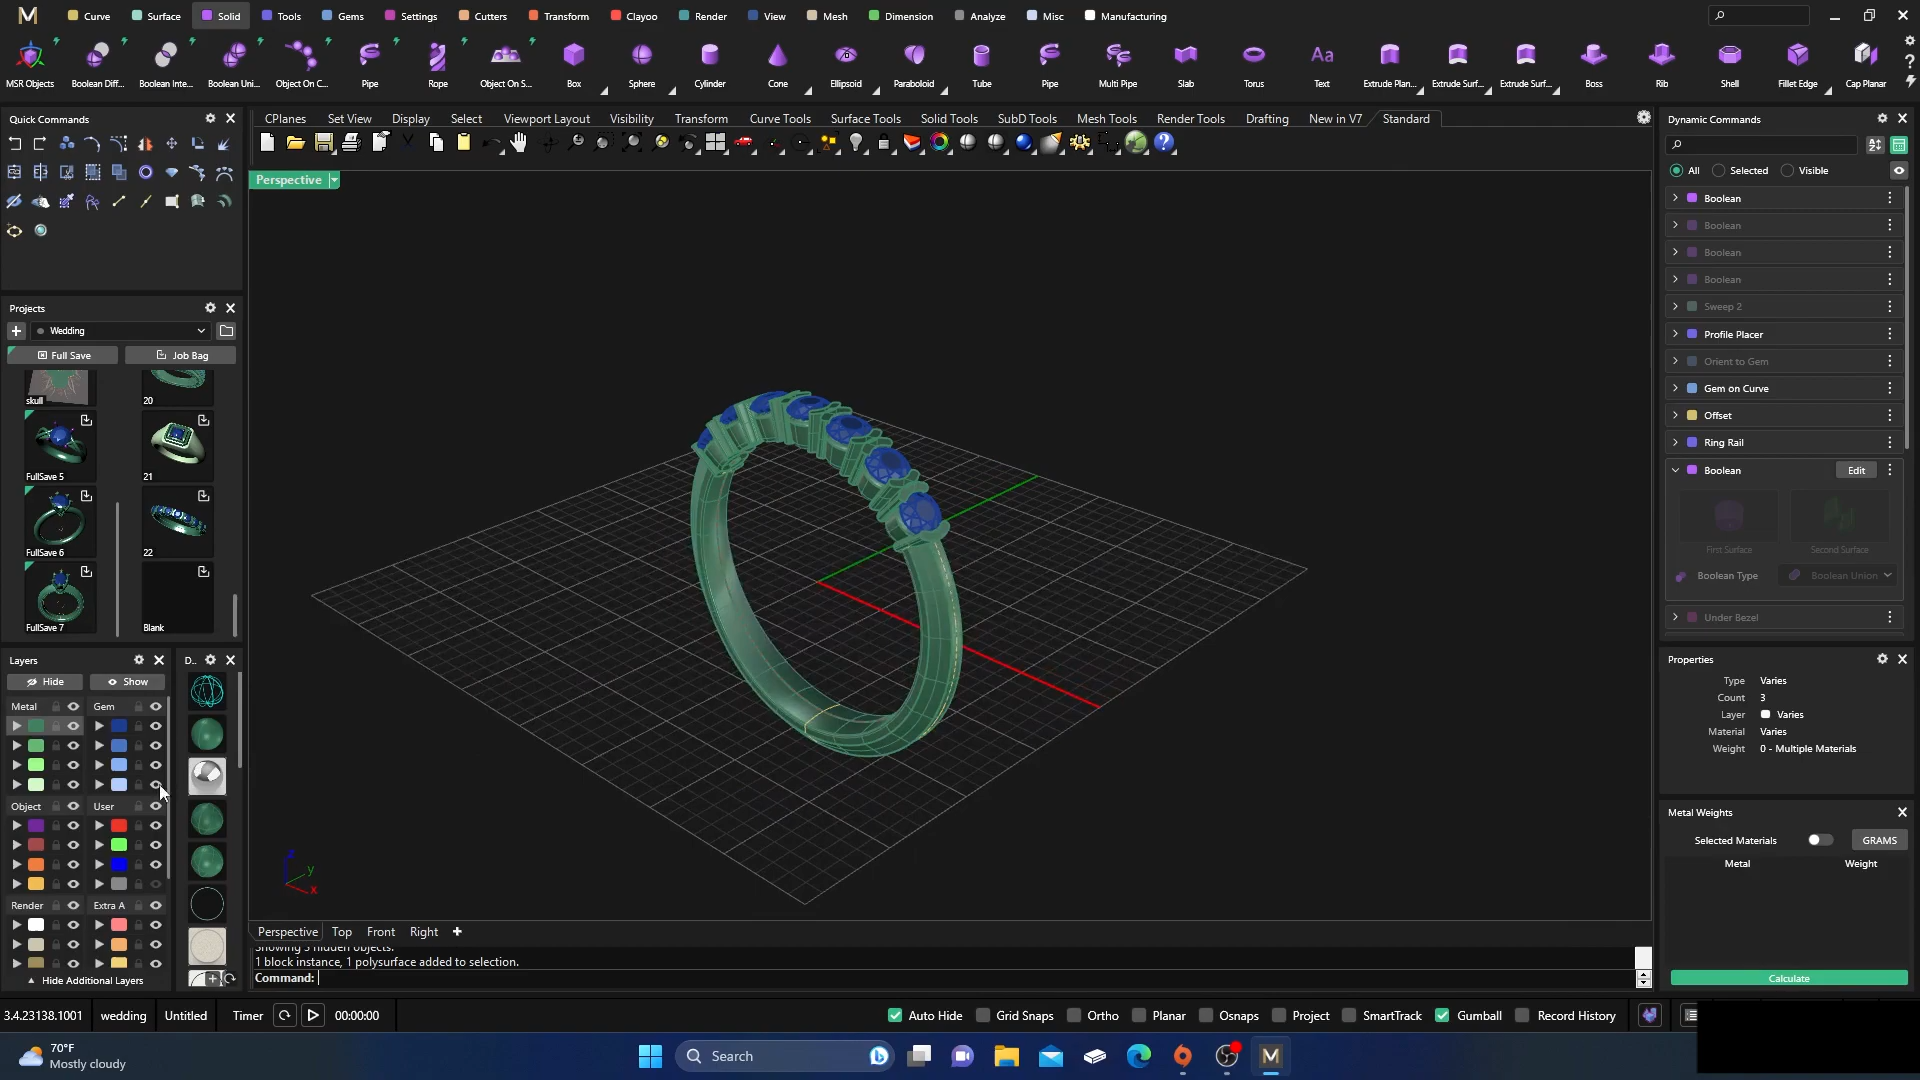 Curve Surface Solid Tools Gems Settings Cutters Transform Clayoo Render View Mesh Dimension Analyze Misc Manufacturing
MSR Objects Boolean Diff... Boolean Inte... Boolean Uni... Object On C... Pipe Rope Object On S... Box Sphere Cylinder Cone Ellipsoid Paraboloid Tube Pipe Multi Pipe Slab Torus Text Extrude Plan... Extrude Surf... Extrude Surf... Boss Rib Shell Fillet Edge Cap Planar
Quick Commands
CPlanes Set View Display Select Viewport Layout Visibility Transform Curve Tools Surface Tools Solid Tools SubD Tools Mesh Tools Render Tools Drafting New in V7 Standard
Perspective
Projects
Wedding
Full Save Job Bag
skull 20
FullSave 5 21
FullSave 6 22
FullSave 7 Blank
Layers D..
Hide Show
Metal Gem
Object User
Render Extra A
Hide Additional Layers
x y z
Perspective Top Front Right
Showing 3 hidden objects.
1 block instance, 1 polysurface added to selection.
Command:
Dynamic Commands
All Selected Visible
Boolean
Boolean
Boolean
Boolean
Sweep 2
Profile Placer
Orient to Gem
Gem on Curve
Offset
Ring Rail
Boolean Edit
First Surface Second Surface
Boolean Type Boolean Union
Under Bezel
Properties
Type Varies
Count 3
Layer Varies
Material Varies
Weight 0 - Multiple Materials
Metal Weights
Selected Materials GRAMS
Metal Weight
Calculate
3.4.23138.1001 wedding Untitled Timer 00:00:00 Auto Hide Grid Snaps Ortho Planar Osnaps Project SmartTrack Gumball Record History
70°F
Mostly cloudy
Search